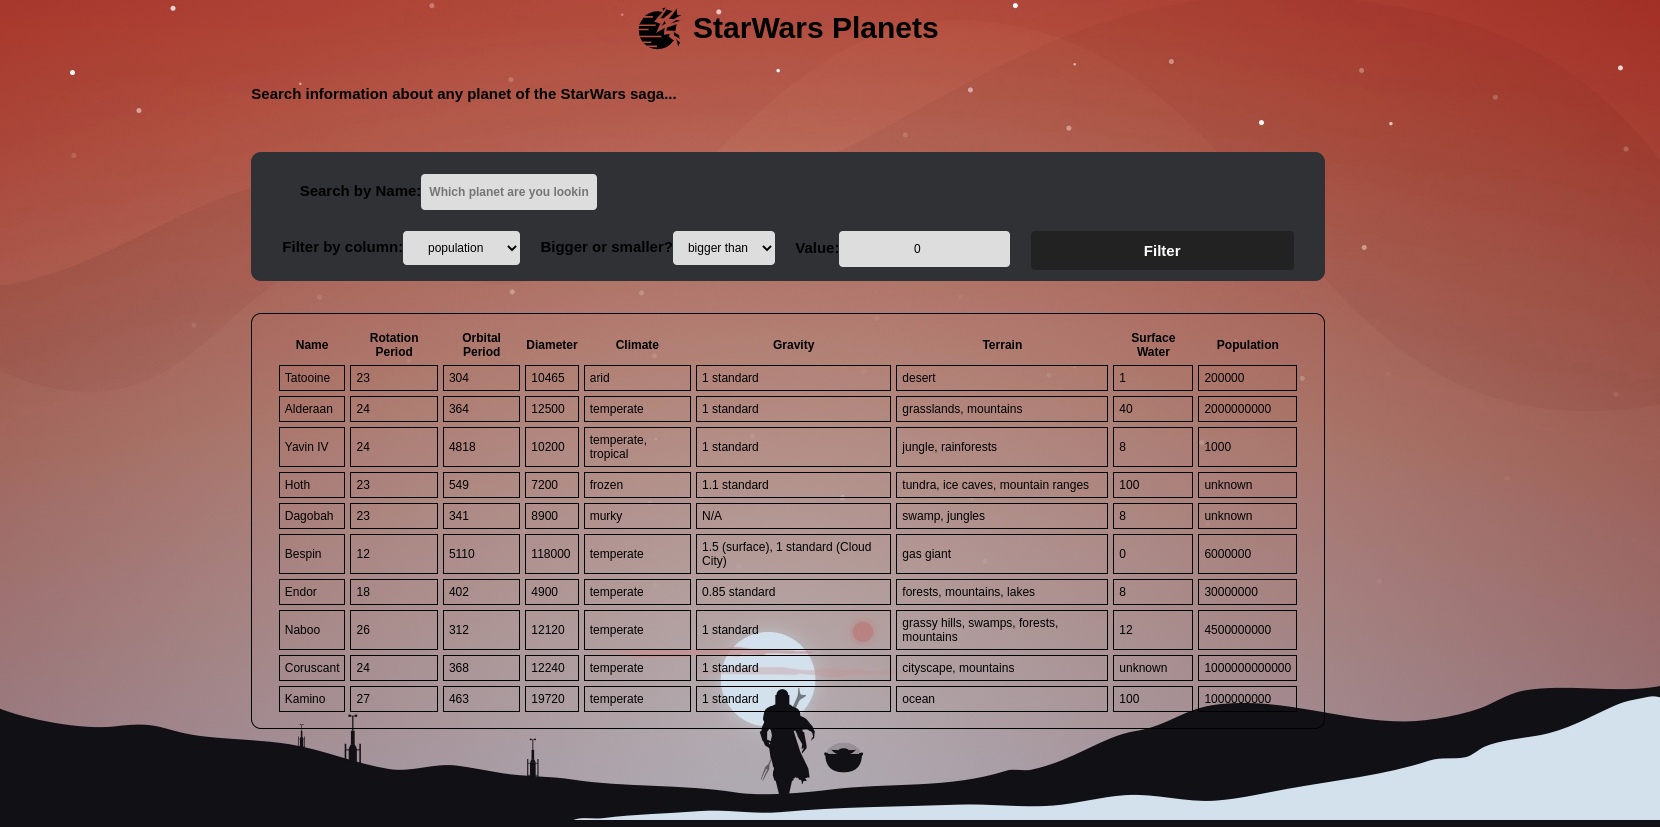 StarWars Planets
Search information about any planet of the StarWars saga...
Search by Name: Which planet are you lookin
Filter by column: population Bigger or smaller? bigger than Value: 0 Filter
Name Rotation Period Orbital Period Diameter Climate Gravity Terrain Surface Water Population
Tatooine 23 304 10465 arid 1 standard desert 1 200000
Alderaan 24 364 12500 temperate 1 standard grasslands, mountains 40 2000000000
Yavin IV 24 4818 10200 temperate, tropical 1 standard jungle, rainforests 8 1000
Hoth 23 549 7200 frozen 1.1 standard tundra, ice caves, mountain ranges 100 unknown
Dagobah 23 341 8900 murky N/A swamp, jungles 8 unknown
Bespin 12 5110 118000 temperate 1.5 (surface), 1 standard (Cloud City) gas giant 0 6000000
Endor 18 402 4900 temperate 0.85 standard forests, mountains, lakes 8 30000000
Naboo 26 312 12120 temperate 1 standard grassy hills, swamps, forests, mountains 12 4500000000
Coruscant 24 368 12240 temperate 1 standard cityscape, mountains unknown 1000000000000
Kamino 27 463 19720 temperate 1 standard ocean 100 1000000000